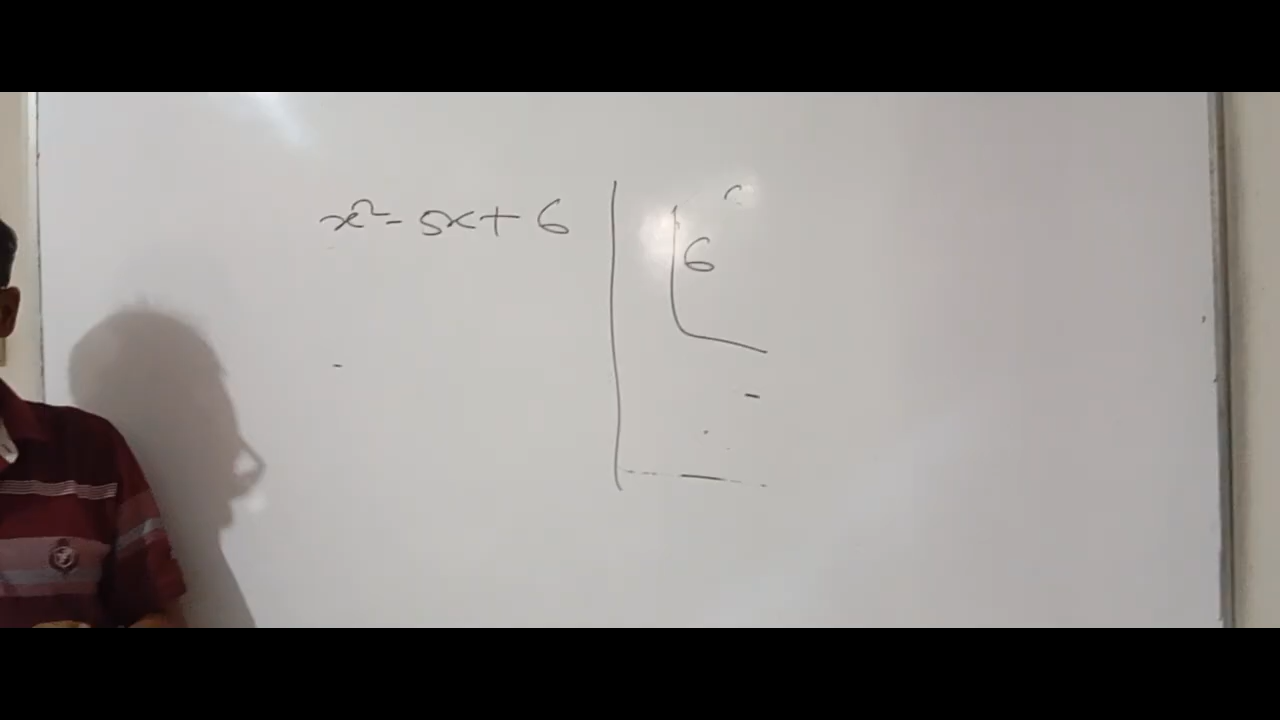 x² - 5x + 6
6